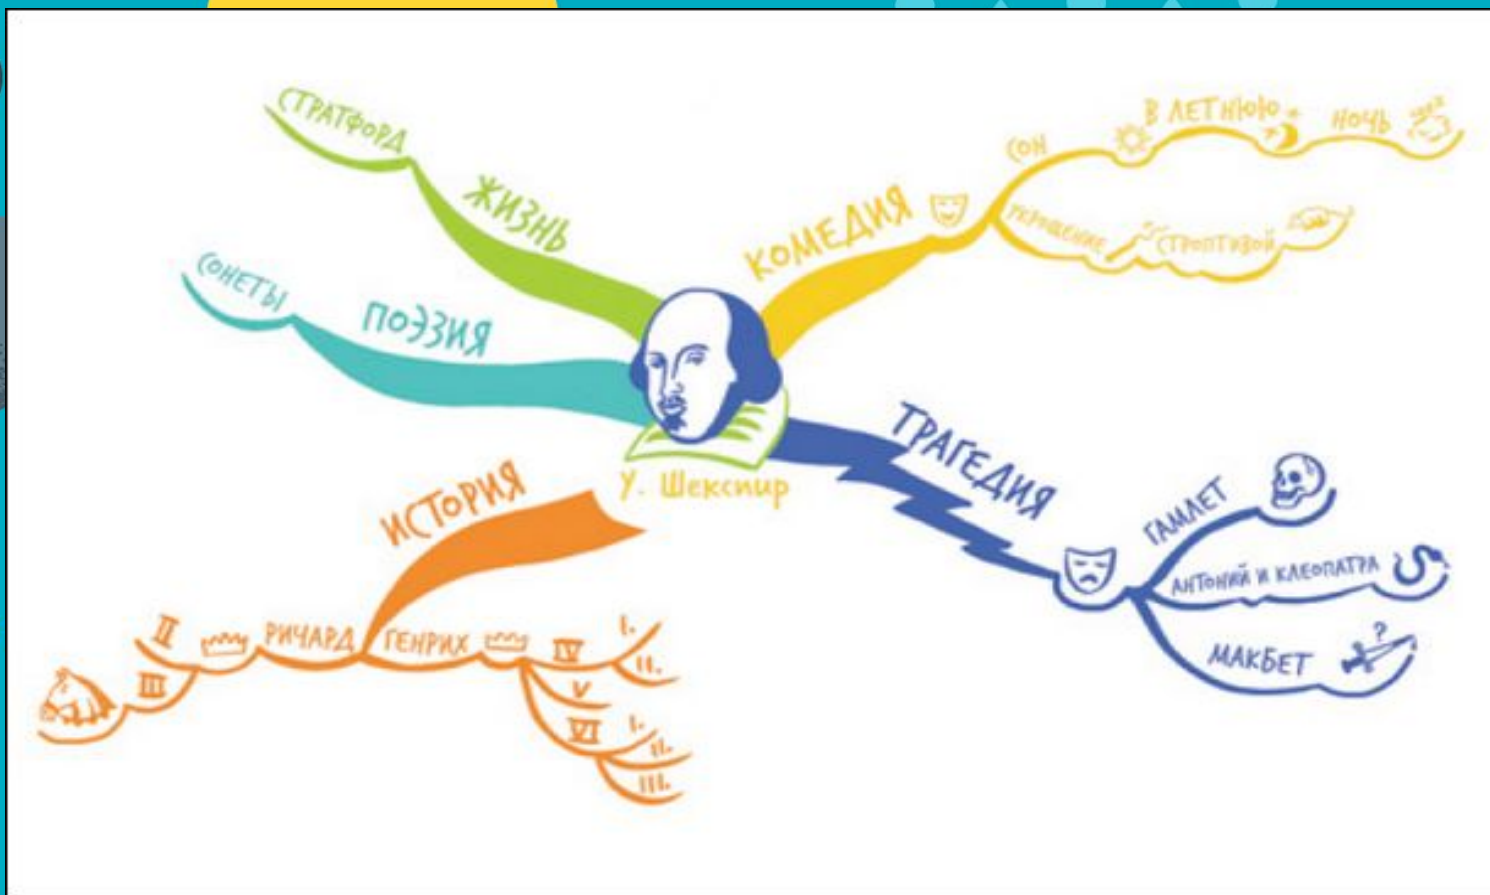 СТРАТФОРД
ЖИЗНЬ
СОНЕТЫ
ПОЭЗИЯ
КОМЕДИЯ
СОН
В ЛЕТНЮЮ
НОЧЬ
УКРОЩЕНИЕ
СТРОПТИВОЙ
У. Шекспир
ТРАГЕДИЯ
ГАМЛЕТ
АНТОНИЙ И КЛЕОПАТРА
МАКБЕТ
?
ИСТОРИЯ
РИЧАРД
II
III
ГЕНРИХ
IV
I.
II.
V
VI
I.
II.
III.